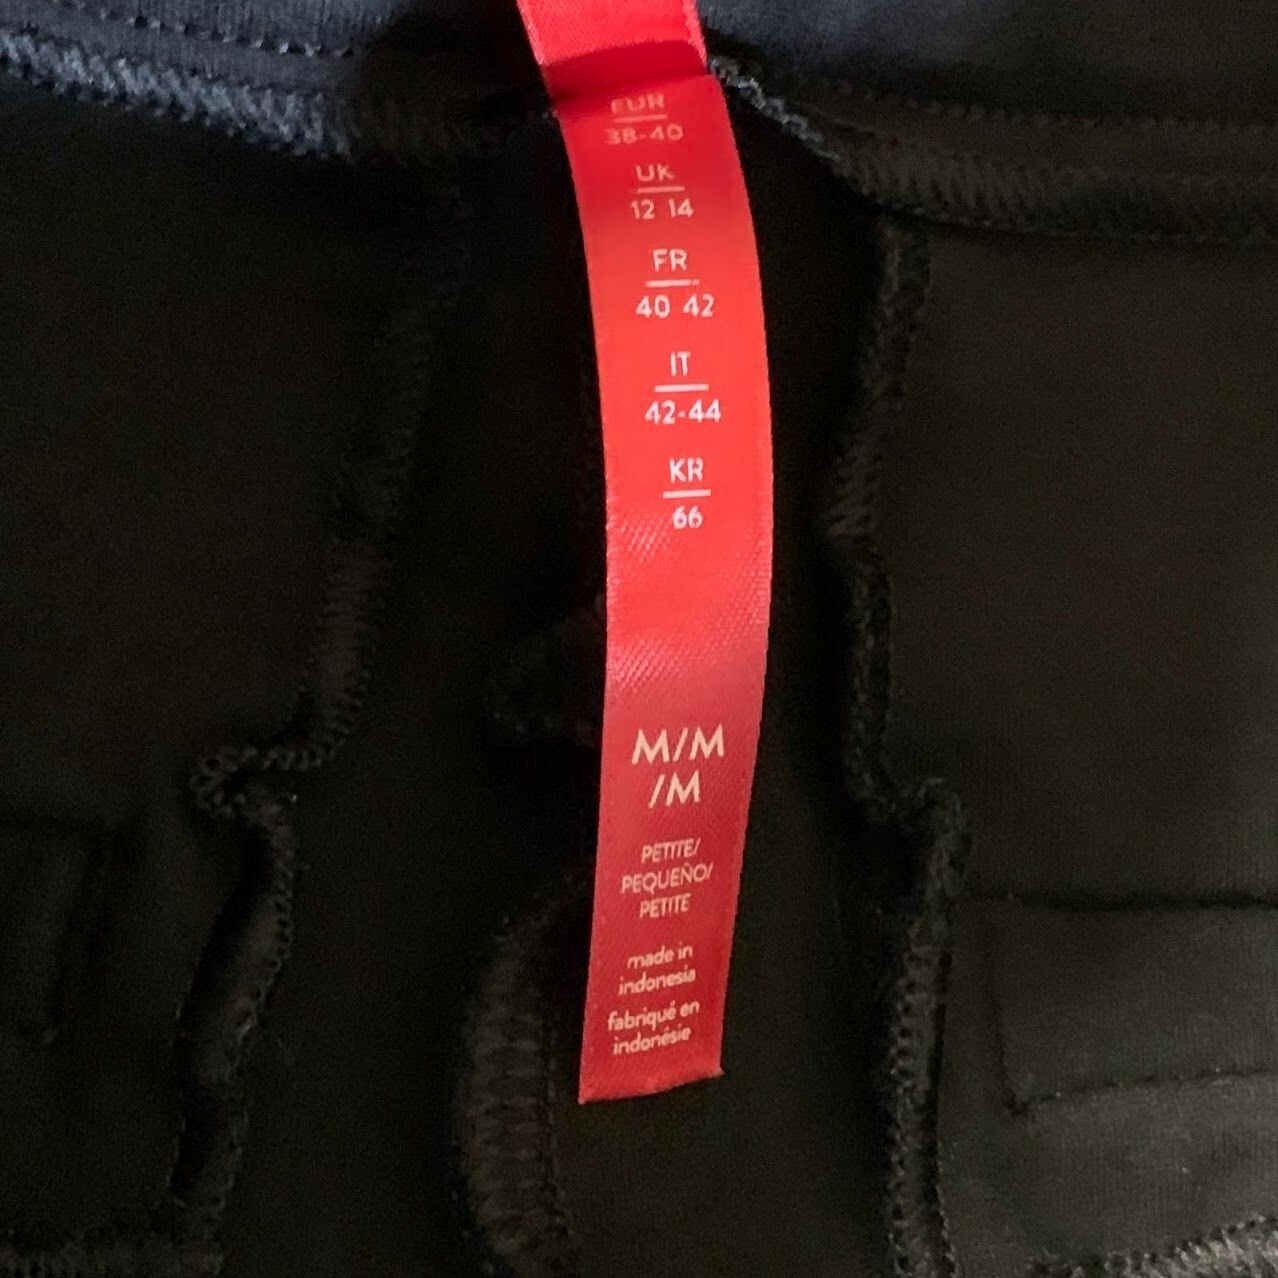 EUR
38-40
UK
12 14
FR
40 42
IT
42-44
KR
66
M/M
/M
PETITE/
PEQUEÑO/
PETITE
made in
indonesia
fabriqué en
indonésie